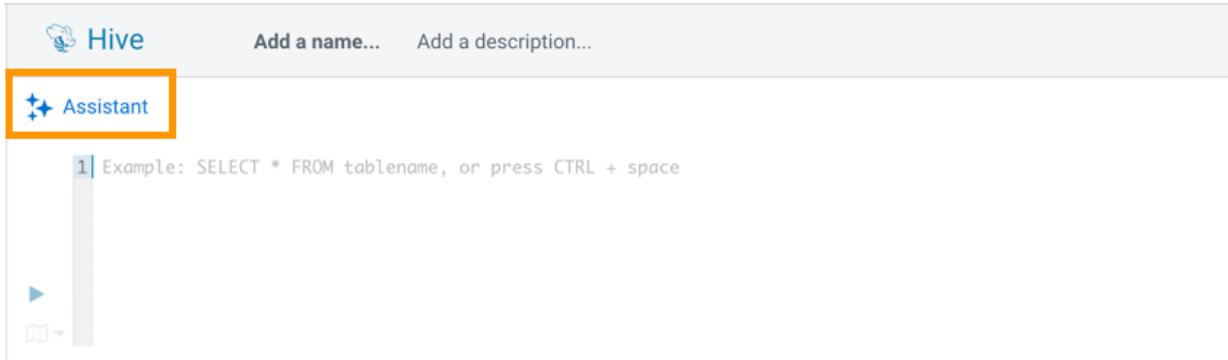 Hive Add a name... Add a description...
Assistant
1 Example: SELECT * FROM tablename, or press CTRL + space